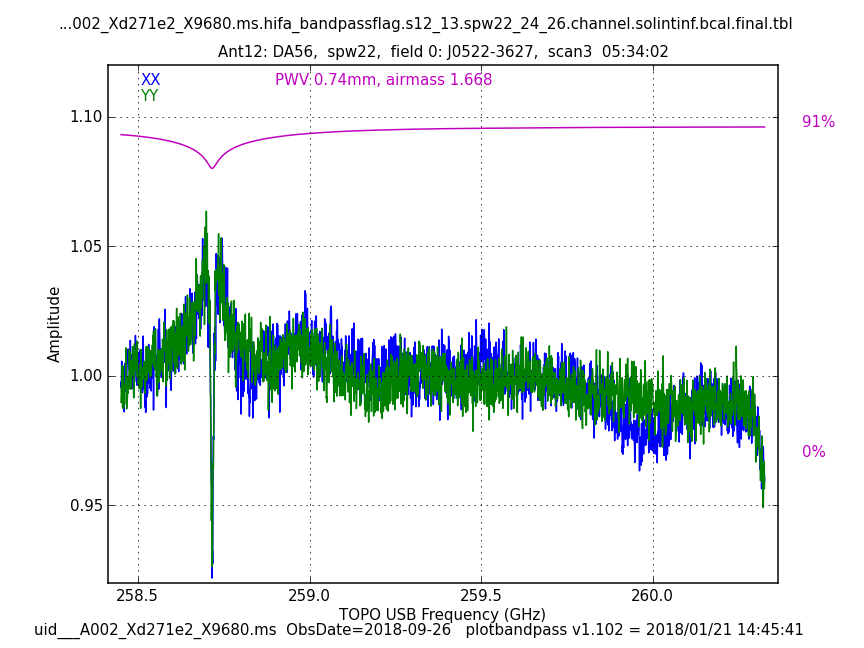 ...002_Xd271e2_X9680.ms.hifa_bandpassflag.s12_13.spw22_24_26.channel.solintinf.bcal.final.tbl
Ant12: DA56,  spw22,  field 0: J0522-3627,  scan3  05:34:02
XX
YY
PWV 0.74mm, airmass 1.668
91%
0%
1.10
1.05
1.00
0.95
Amplitude
258.5
259.0
259.5
260.0
TOPO USB Frequency (GHz)
uid___A002_Xd271e2_X9680.ms  ObsDate=2018-09-26   plotbandpass v1.102 = 2018/01/21 14:45:41